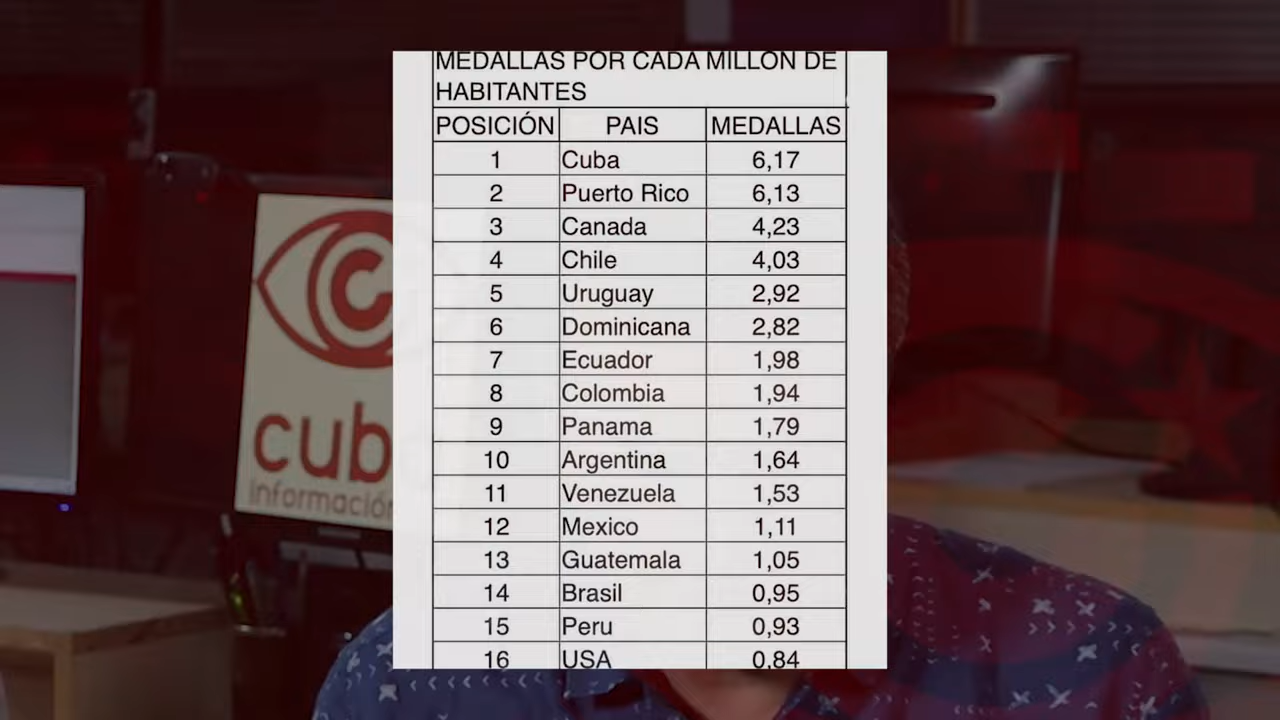 MEDALLAS POR CADA MILLON DE
HABITANTES
POSICIÓN PAIS MEDALLAS
1 Cuba 6,17
2 Puerto Rico 6,13
3 Canada 4,23
4 Chile 4,03
5 Uruguay 2,92
6 Dominicana 2,82
7 Ecuador 1,98
8 Colombia 1,94
9 Panama 1,79
10 Argentina 1,64
11 Venezuela 1,53
12 Mexico 1,11
13 Guatemala 1,05
14 Brasil 0,95
15 Peru 0,93
16 USA 0,84
cub
información